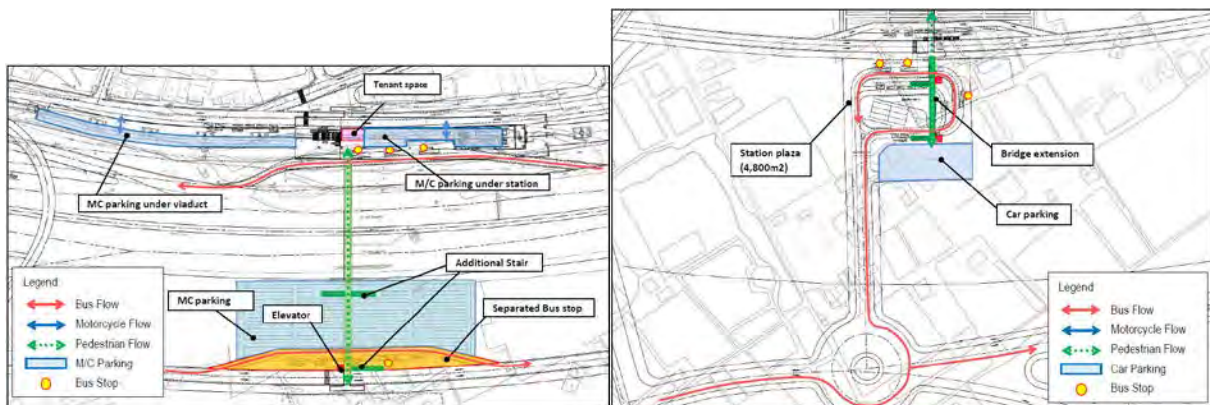 Tenant space
M/C parking under station
MC parking under viaduct
Additional Stair
MC parking
Elevator
Separated Bus stop
Legend
Bus Flow
Motorcycle Flow
Pedestrian Flow
M/C Parking
Bus Stop
Station plaza
(4,800m2)
Bridge extension
Car parking
Legend
Bus Flow
Motorcycle Flow
Pedestrian Flow
Car Parking
Bus Stop